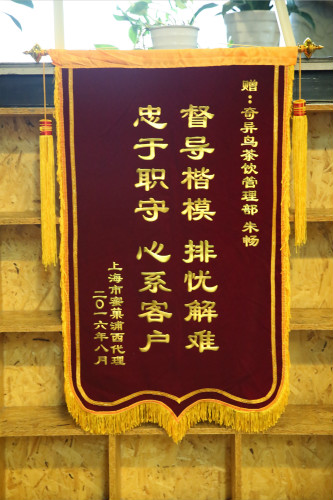 赠：奇异鸟茶饮管理部 朱畅
督导楷模 排忧解难
忠于职守 心系客户
上海市蜜菓浦西代理
二〇一六年八月